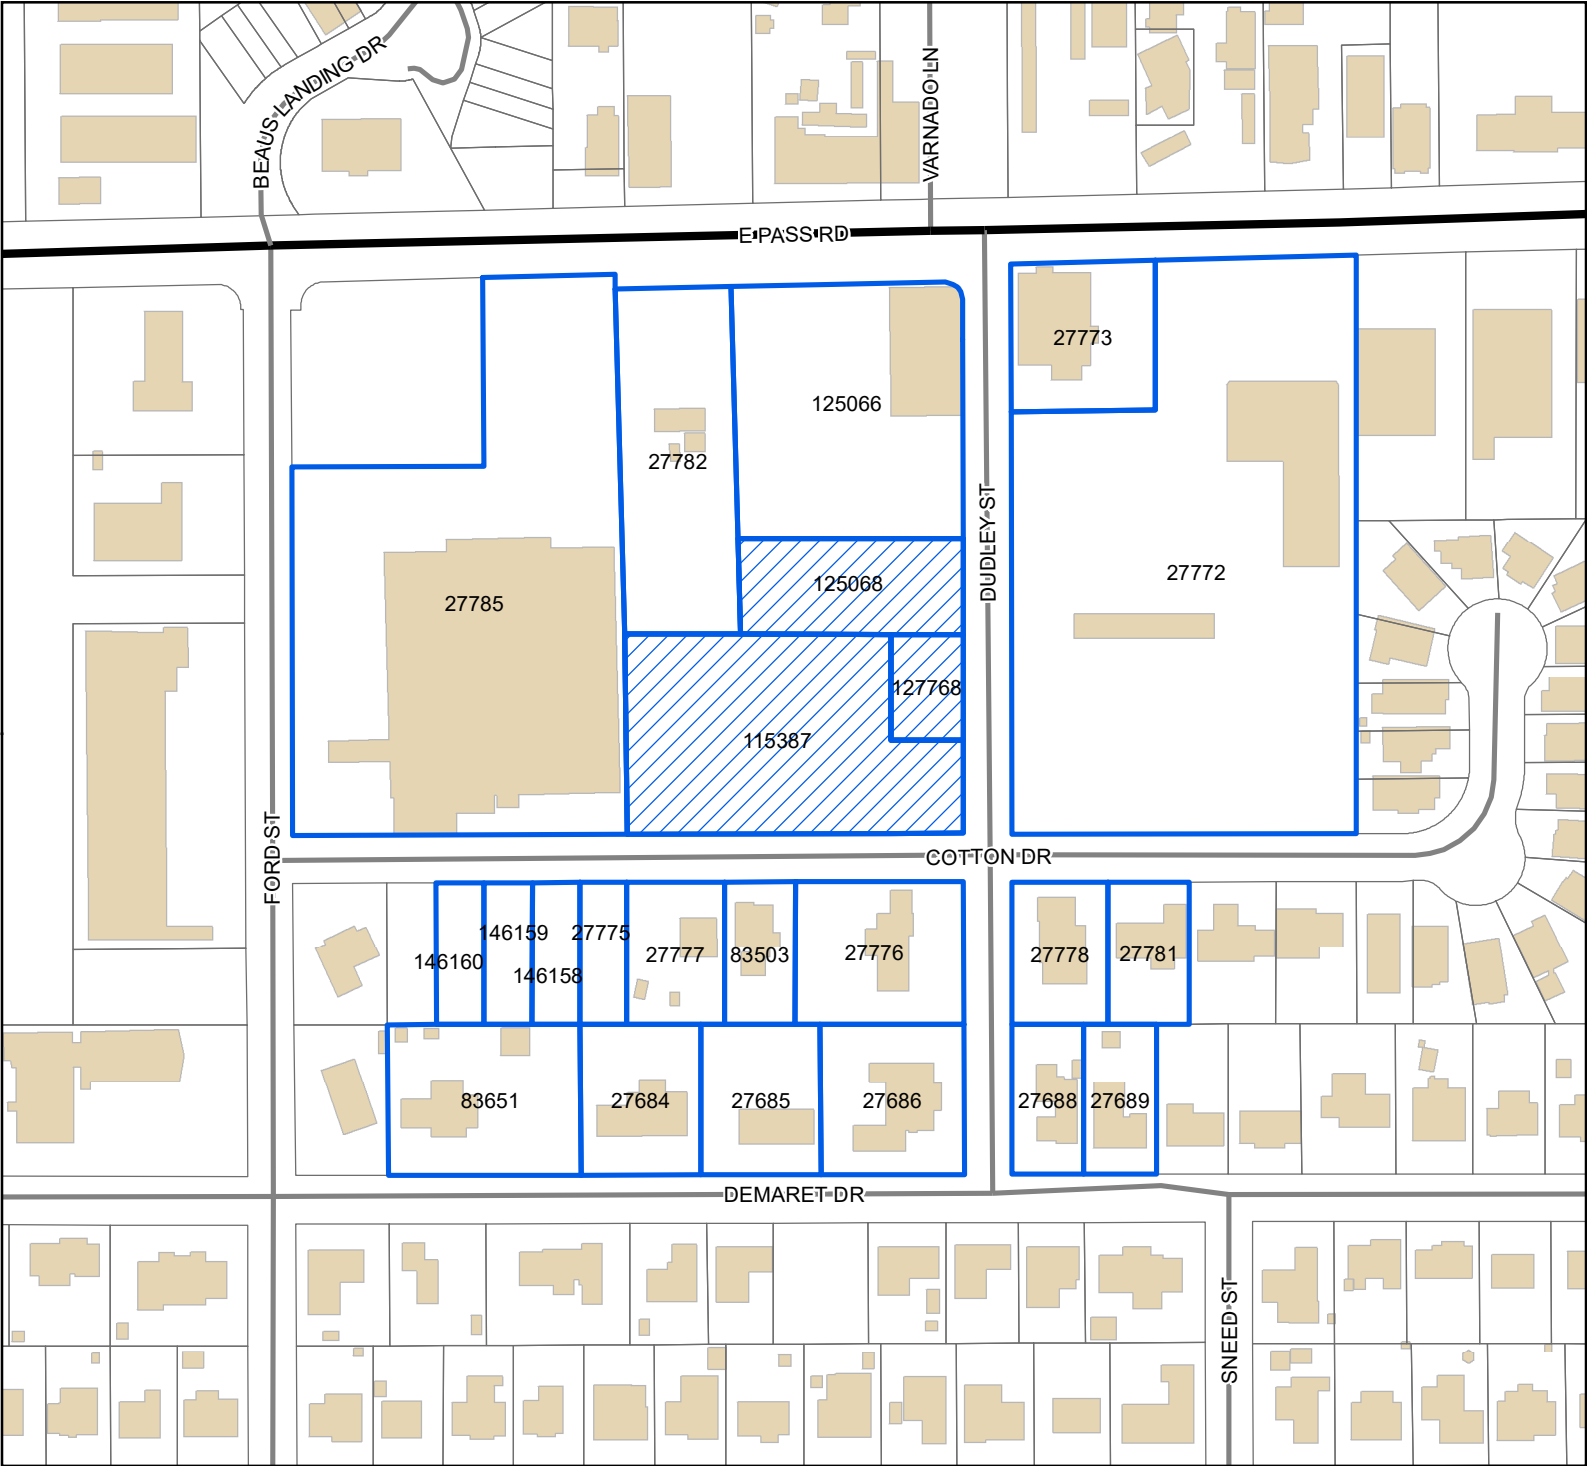 BEAUS LANDING DR
VARNADO LN
E PASS RD
27773
125066
27782
DUDLEY ST
27772
125068
27785
127768
115387
FORD ST
COTTON DR
146159
27775
146160
146158
27777
83503
27776
27778
27781
83651
27684
27685
27686
27688
27689
DEMARET DR
SNEED ST